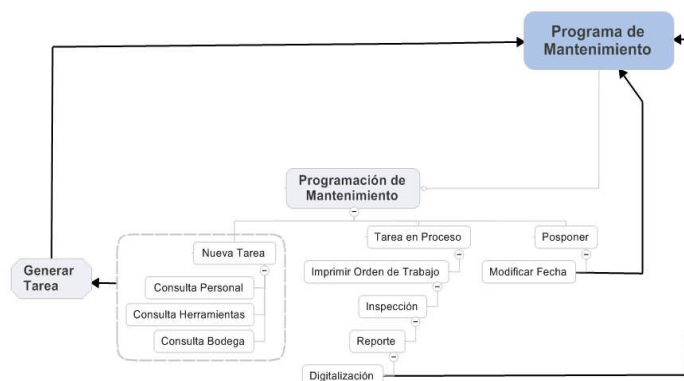 Programa de
Mantenimiento
Programación de
Mantenimiento
Nueva Tarea
Tarea en Proceso
Posponer
Generar
Tarea
Consulta Personal
Imprimir Orden de Trabajo
Modificar Fecha
Consulta Herramientas
Inspección
Consulta Bodega
Reporte
Digitalización